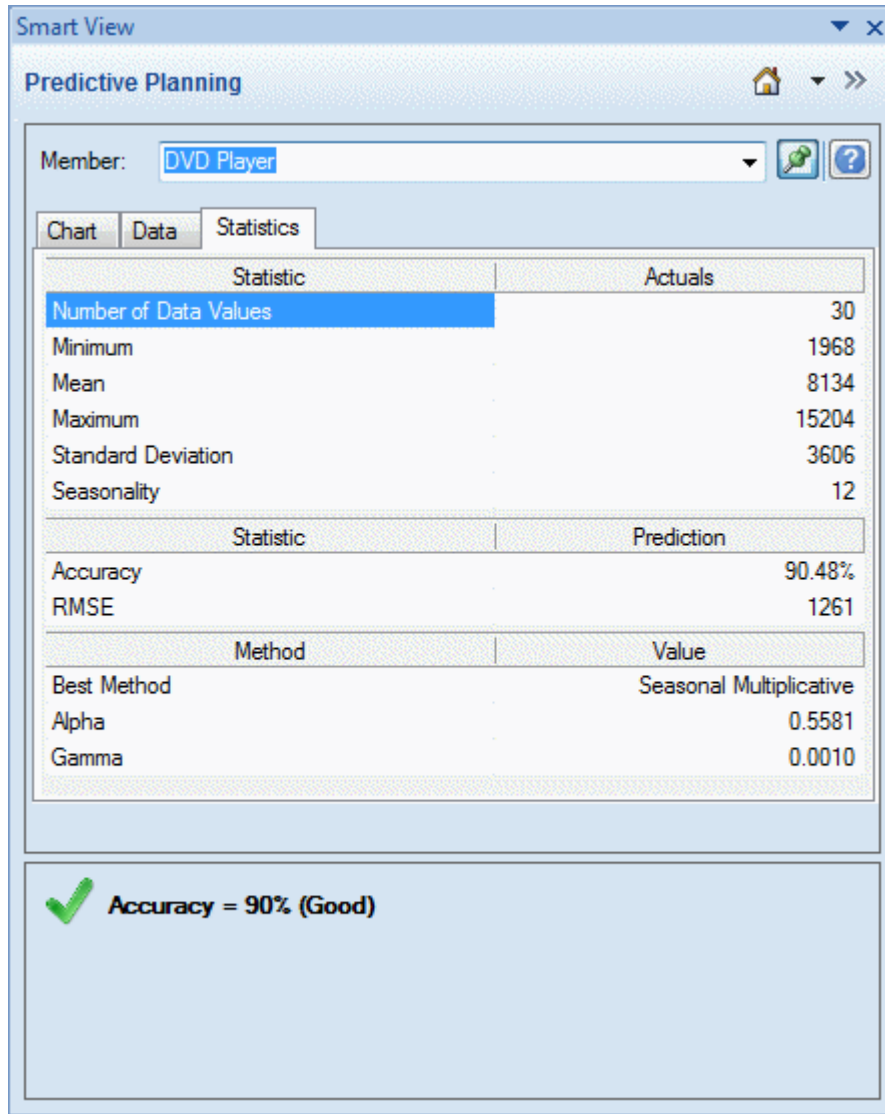 Smart View
Predictive Planning
Member: DVD Player
Chart Data Statistics
Statistic Actuals
Number of Data Values 30
Minimum 1968
Mean 8134
Maximum 15204
Standard Deviation 3606
Seasonality 12
Statistic Prediction
Accuracy 90.48%
RMSE 1261
Method Value
Best Method Seasonal Multiplicative
Alpha 0.5581
Gamma 0.0010
Accuracy = 90% (Good)